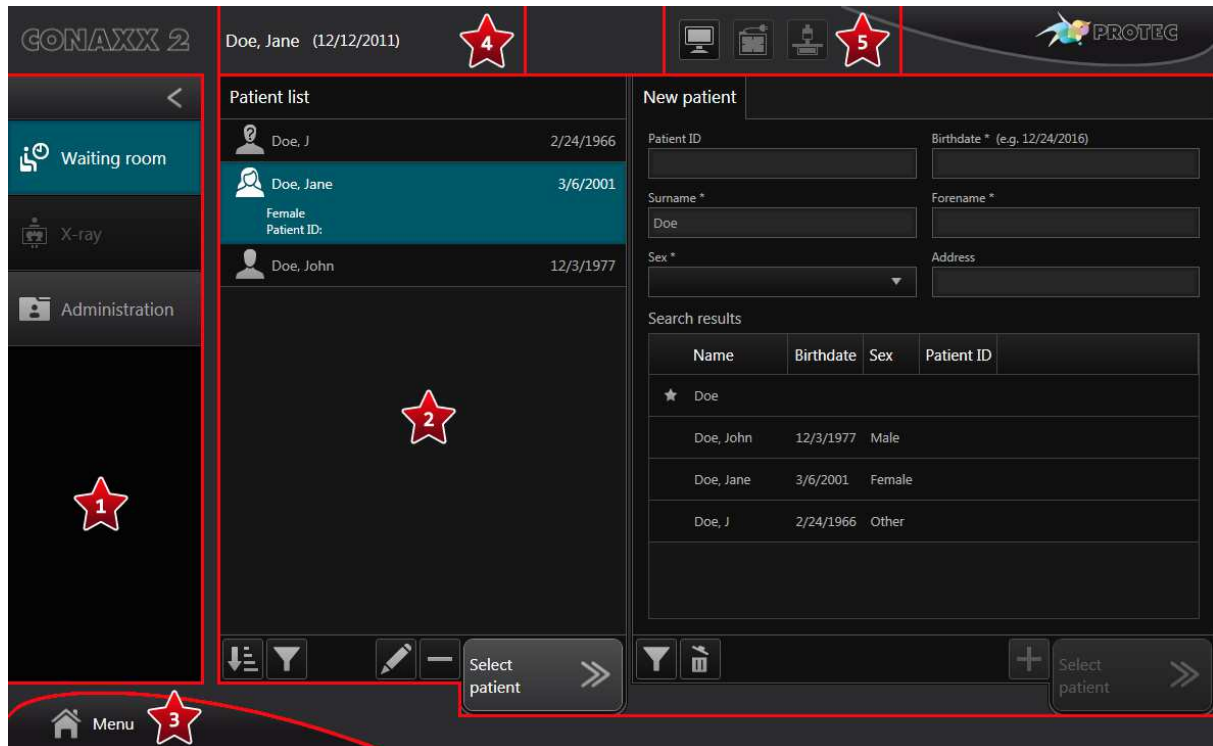 CONAXX 2
Doe, Jane (12/12/2011)
4
5
PROTEC
<
Waiting room
X-ray
Administration
1
Patient list
Doe, J 2/24/1966
Doe, Jane 3/6/2001
Female
Patient ID:
Doe, John 12/3/1977
2
Select
patient
New patient
Patient ID
Birthdate * (e.g. 12/24/2016)
Surname *
Doe
Forename *
Sex *
Address
Search results
Name Birthdate Sex Patient ID
Doe
Doe, John 12/3/1977 Male
Doe, Jane 3/6/2001 Female
Doe, J 2/24/1966 Other
Select
patient
Menu
3